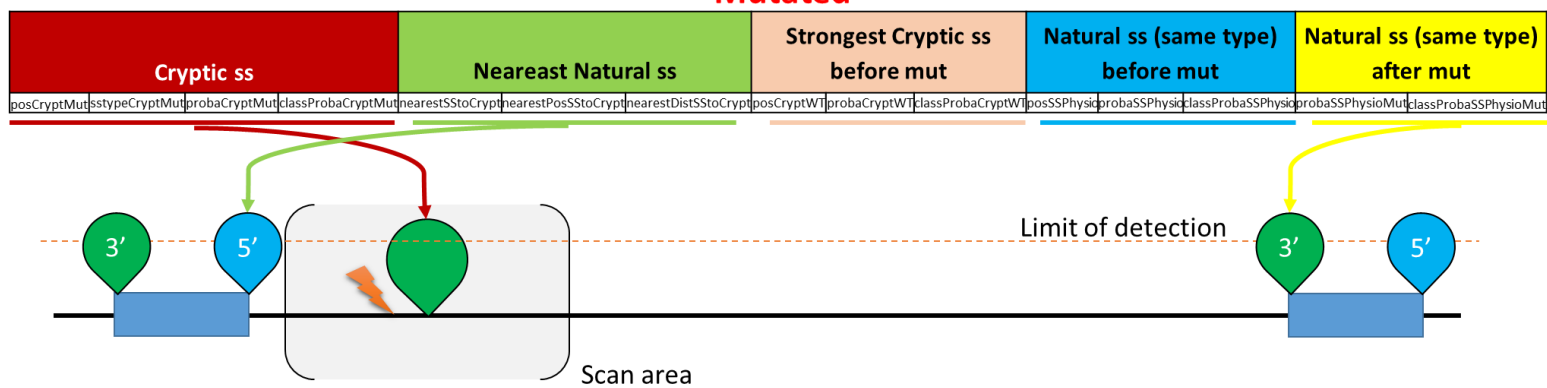 Mutated
Cryptic ss
Neareast Natural ss
Strongest Cryptic ss
before mut
Natural ss (same type)
before mut
Natural ss (same type)
after mut
posCryptMut sstypeCryptMut probaCryptMut classProbaCryptMut nearestSStoCrypt nearestPosSStoCrypt nearestDistSStoCrypt posCryptWT probaCryptWT classProbaCryptWT posSSPhysio probaSSPhysio classProbaSSPhysio probaSSPhysioMut classProbaSSPhysioMut
Limit of detection
3’ 5’ 3’ 5’
Scan area